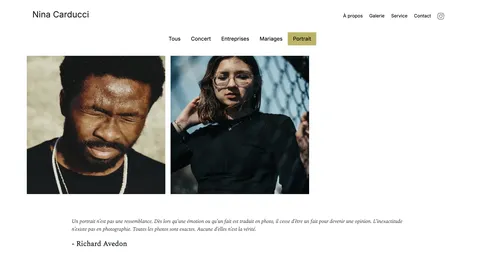 Nina Carducci
À propos Galerie Service Contact
Tous Concert Entreprises Mariages Portrait
Un portrait n'est pas une ressemblance. Dès lors qu'une émotion ou qu'un fait est traduit en photo, il cesse d'être un fait pour devenir une opinion. L'inexactitude
n'existe pas en photographie. Toutes les photos sont exactes. Aucune d'elles n'est la vérité.
- Richard Avedon